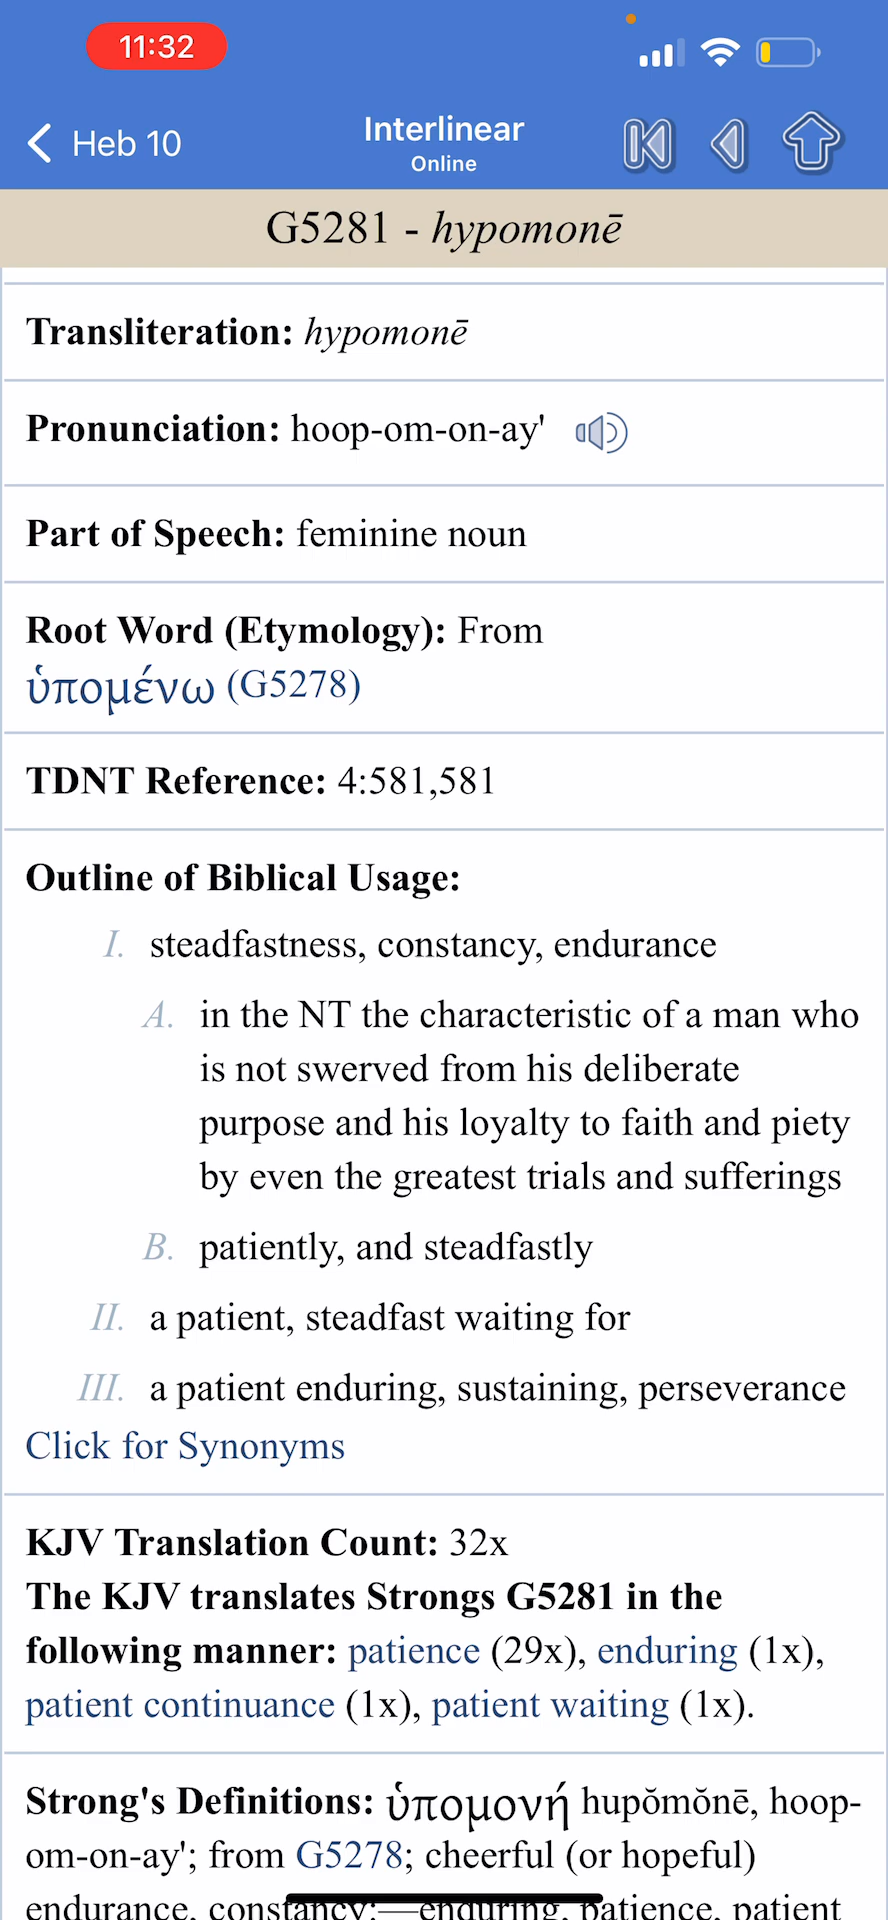 11:32
Heb 10
Interlinear
Online
G5281 - hypomonē
Transliteration: hypomonē
Pronunciation: hoop-om-on-ay'
Part of Speech: feminine noun
Root Word (Etymology): From
ὑπομένω (G5278)
TDNT Reference: 4:581,581
Outline of Biblical Usage:
I. steadfastness, constancy, endurance
A. in the NT the characteristic of a man who
is not swerved from his deliberate
purpose and his loyalty to faith and piety
by even the greatest trials and sufferings
B. patiently, and steadfastly
II. a patient, steadfast waiting for
III. a patient enduring, sustaining, perseverance
Click for Synonyms
KJV Translation Count: 32x
The KJV translates Strongs G5281 in the
following manner: patience (29x), enduring (1x),
patient continuance (1x), patient waiting (1x).
Strong's Definitions: ὑπομονή hupŏmŏnē, hoop-
om-on-ay'; from G5278; cheerful (or hopeful)
endurance, constancy:—enduring, patience, patient